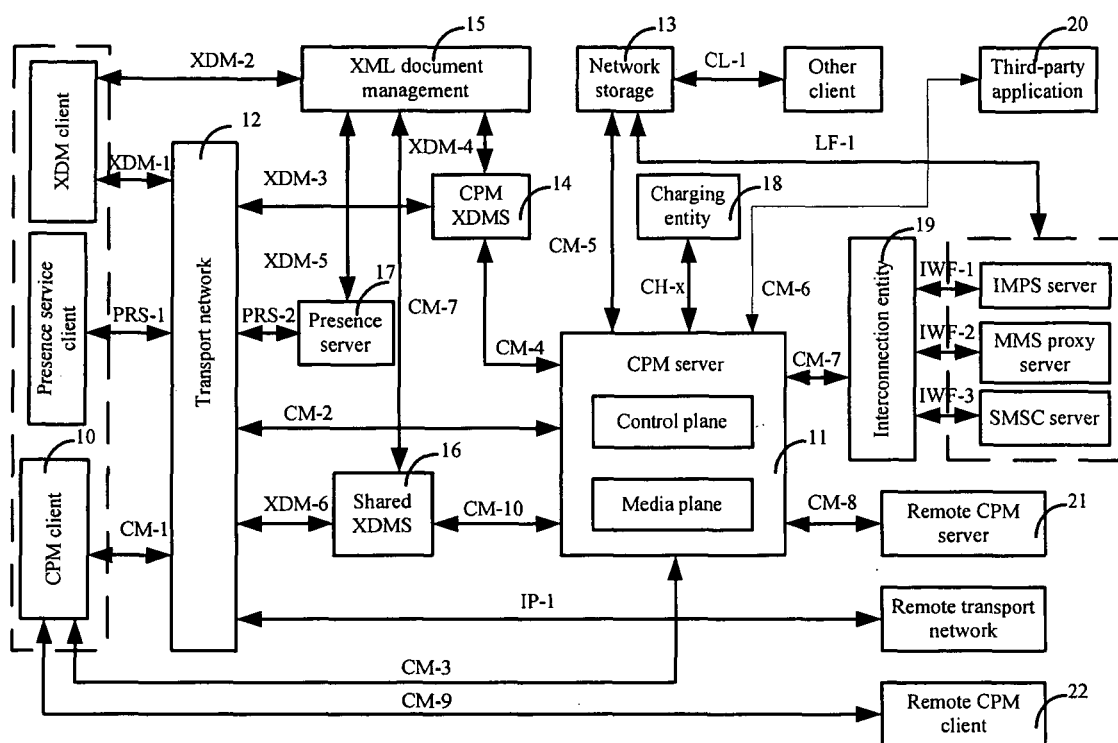 15
XML document
management
13
Network
storage
CL-1
Other
client
20
Third-party
application
XDM-2
XDM client
12
XDM-1
XDM-4
LF-1
XDM-3
CPM
XDMS
14
Charging
entity
18
CM-5
19
Interconnection entity
XDM-5
CH-x
CM-6
IWF-1
IMPS server
Presence service
client
PRS-1
Transport network
PRS-2
17
Presence
server
CM-7
CM-4
CPM server
CM-7
IWF-2
MMS proxy
server
IWF-3
SMSC server
CM-2
Control plane
10
16
11
CPM client
CM-1
XDM-6
Shared
XDMS
CM-10
Media plane
CM-8
Remote CPM
server
21
IP-1
Remote transport
network
CM-3
CM-9
Remote CPM
client
22